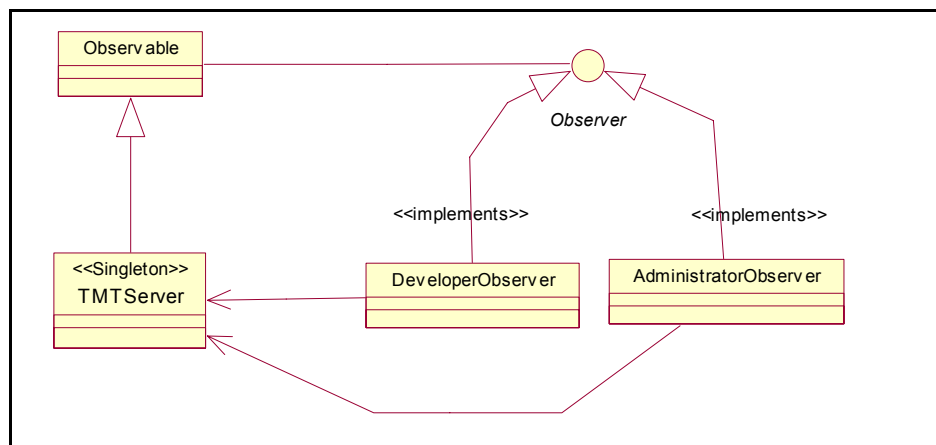 Observable
Observer
<<implements>>
<<implements>>
<<Singleton>>
TMTServer
DeveloperObserver
AdministratorObserver